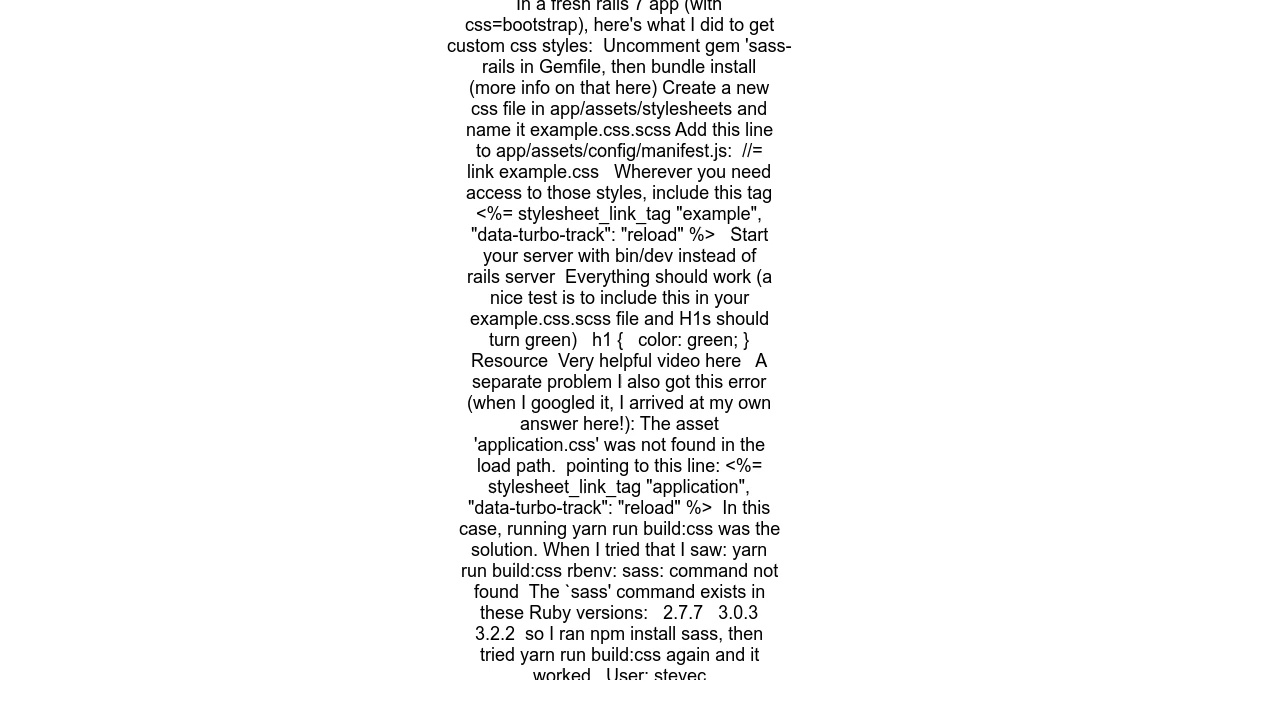 In a fresh rails 7 app (with
css=bootstrap), here's what I did to get
custom css styles:  Uncomment gem 'sass-
rails in Gemfile, then bundle install
(more info on that here) Create a new
css file in app/assets/stylesheets and
name it example.css.scss Add this line
to app/assets/config/manifest.js:  //=
link example.css   Wherever you need
access to those styles, include this tag
<%= stylesheet_link_tag "example",
"data-turbo-track": "reload" %>   Start
your server with bin/dev instead of
rails server  Everything should work (a
nice test is to include this in your
example.css.scss file and H1s should
turn green)   h1 {   color: green; }
Resource  Very helpful video here   A
separate problem I also got this error
(when I googled it, I arrived at my own
answer here!): The asset
'application.css' was not found in the
load path.  pointing to this line: <%=
stylesheet_link_tag "application",
"data-turbo-track": "reload" %>  In this
case, running yarn run build:css was the
solution. When I tried that I saw: yarn
run build:css rbenv: sass: command not
found  The `sass' command exists in
these Ruby versions:   2.7.7   3.0.3
3.2.2  so I ran npm install sass, then
tried yarn run build:css again and it
worked   User: stevec